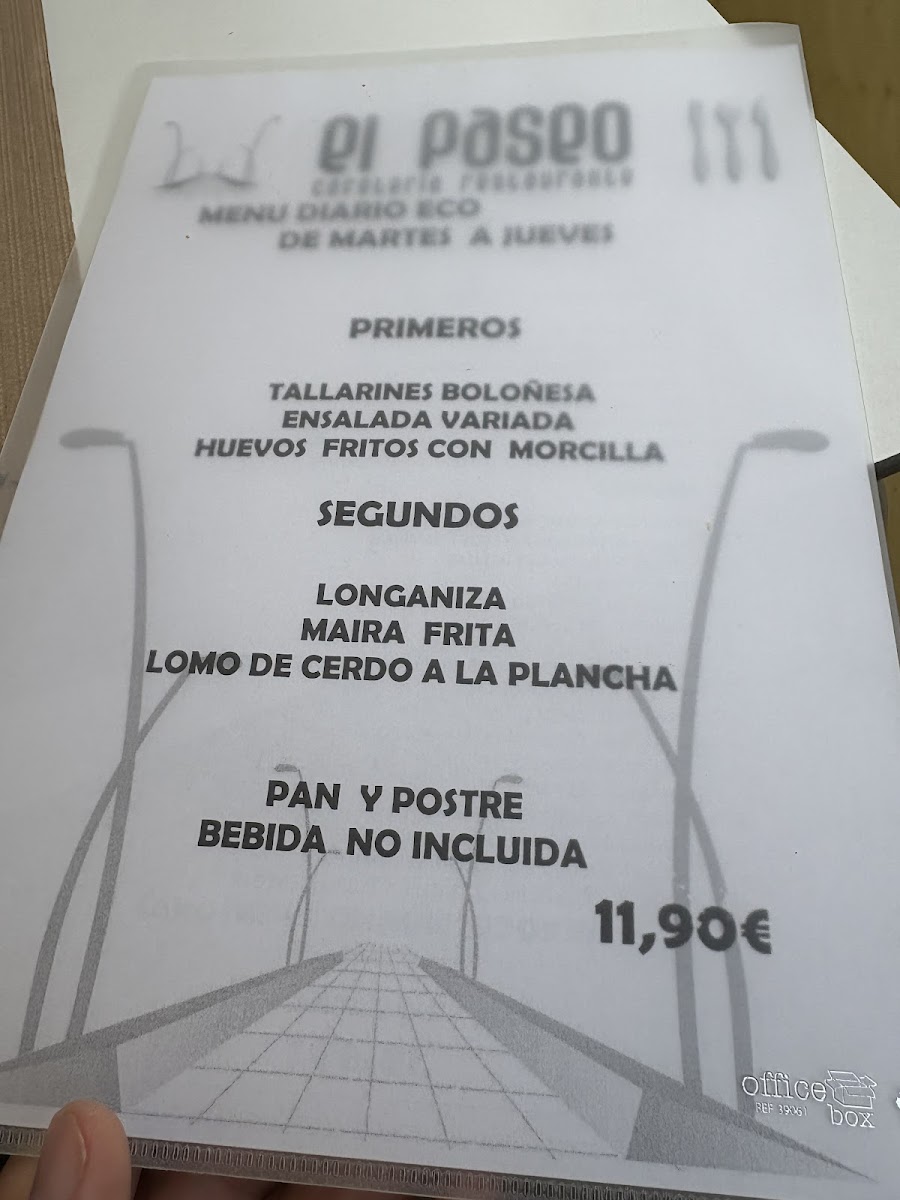 el paseo
cafetería restaurante
MENU DIARIO ECO
DE MARTES A JUEVES
PRIMEROS
TALLARINES BOLOÑESA
ENSALADA VARIADA
HUEVOS FRITOS CON MORCILLA
SEGUNDOS
LONGANIZA
MAIRA FRITA
LOMO DE CERDO A LA PLANCHA
PAN Y POSTRE
BEBIDA NO INCLUIDA
11,90€
office
box